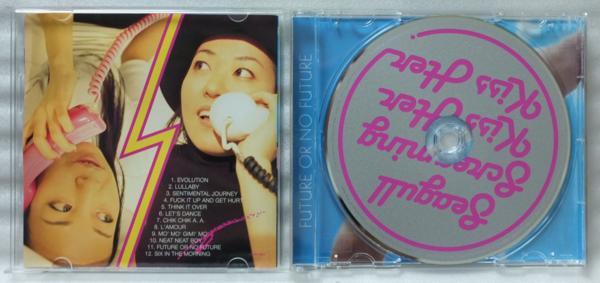 1. EVOLUTION
2. LULLABY
3. SENTIMENTAL JOURNEY
4. FUCK IT UP AND GET HURT
5. THINK IT OVER
6. LET'S DANCE
7. CHIK CHIK A. A.
8. L'AMOUR
9. MO' MO' GIMI' MO'
10. NEAT NEAT BOY
11. FUTURE OR NO FUTURE
12. SIX IN THE MORNING
FUTURE OR NO FUTURE
Seagull
Screaming
Kiss Her
Kiss Her